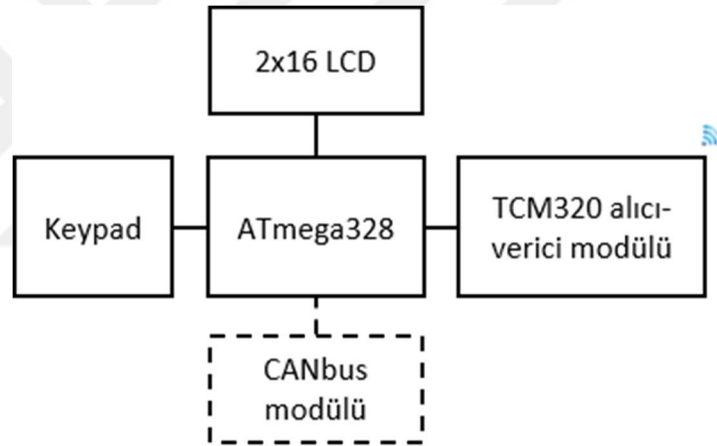 2x16 LCD
Keypad
ATmega328
TCM320 alıcı-
verici modülü
CANbus
modülü